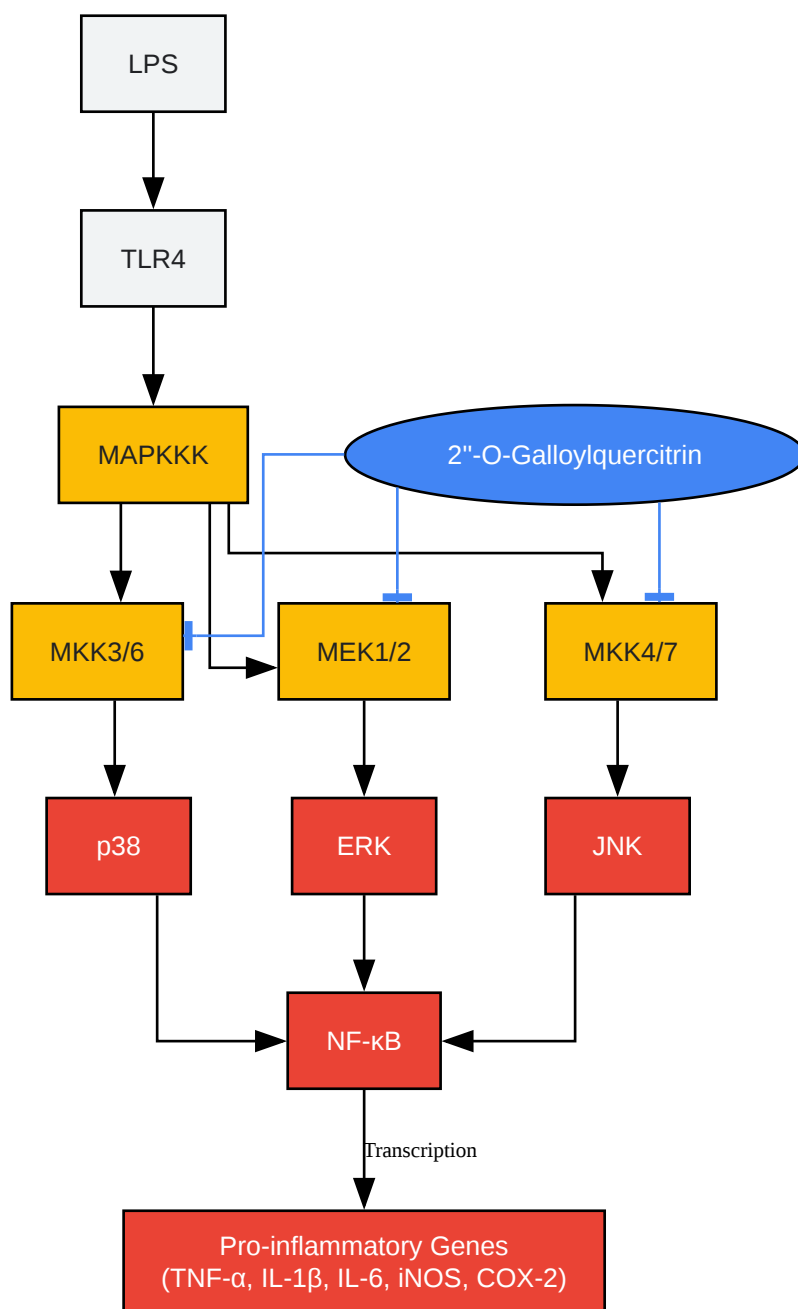 LPS
TLR4
MAPKKK
2"-O-Galloylquercitrin
MKK3/6
MEK1/2
MKK4/7
p38
ERK
JNK
NF-κB
Transcription
Pro-inflammatory Genes
(TNF-α, IL-1β, IL-6, iNOS, COX-2)